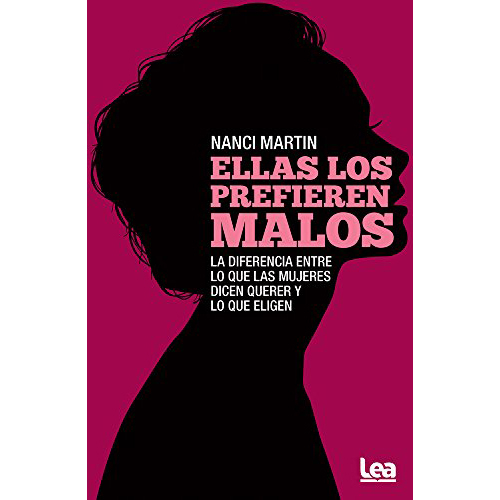 NANCI MARTIN
ELLAS LOS
PREFIEREN
MALOS
LA DIFERENCIA ENTRE
LO QUE LAS MUJERES
DICEN QUERER Y
LO QUE ELIGEN
Lea